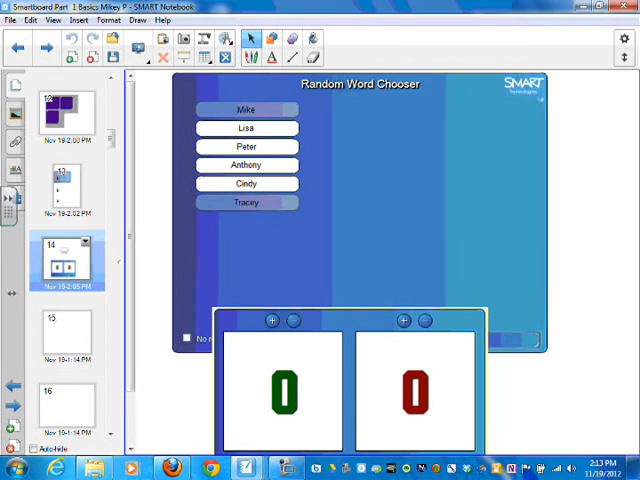 Smartboard Part 1 Basics Mikey P - SMART Notebook
File Edit View Insert Format Draw Help
12
Nov 19-2:00 PM
13
Nov 19-2:02 PM
14
Nov 19-2:05 PM
15
Nov 19-1:14 PM
16
Nov 19-1:14 PM
Auto-hide
Random Word Chooser
SMART
Technologies
Mike
Lisa
Peter
Anthony
Cindy
Tracey
0
0
2:13 PM
11/19/2012